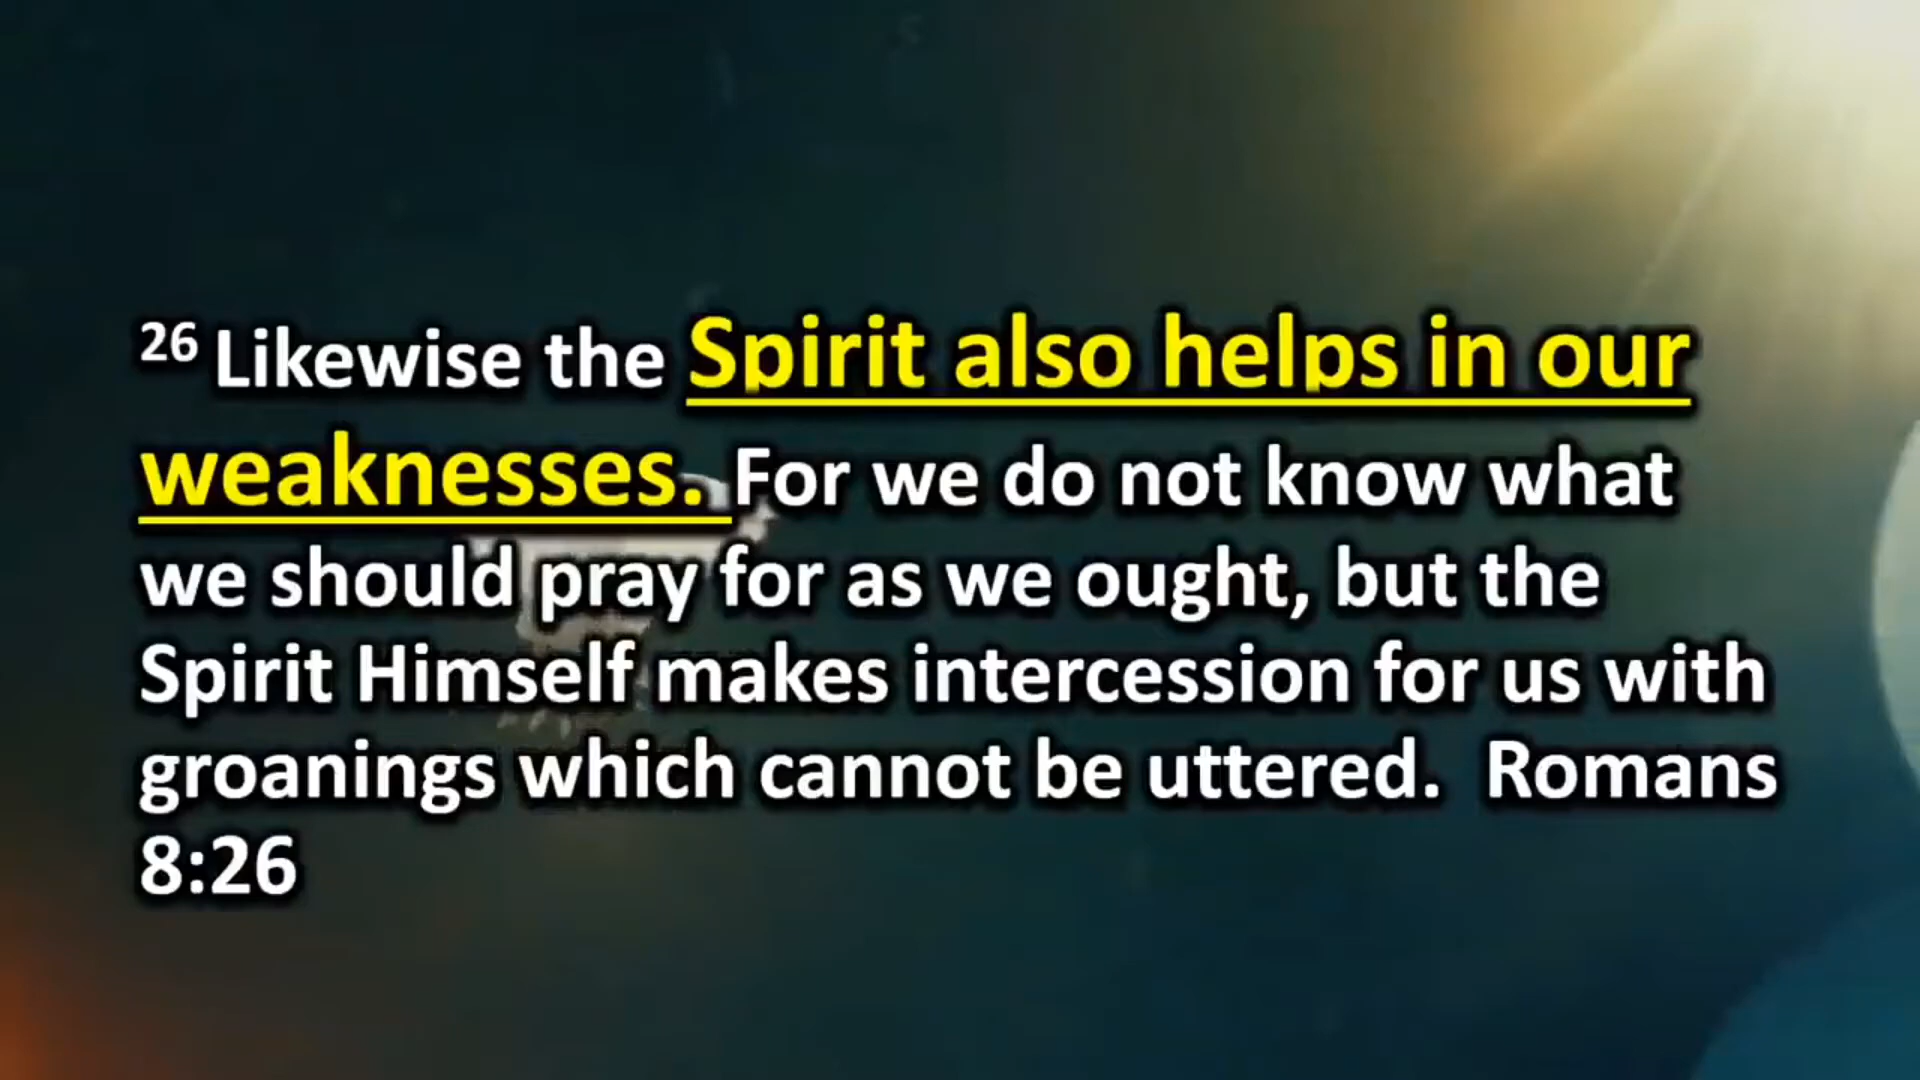 26 Likewise the Spirit also helps in our
weaknesses. For we do not know what
we should pray for as we ought, but the
Spirit Himself makes intercession for us with
groanings which cannot be uttered. Romans
8:26